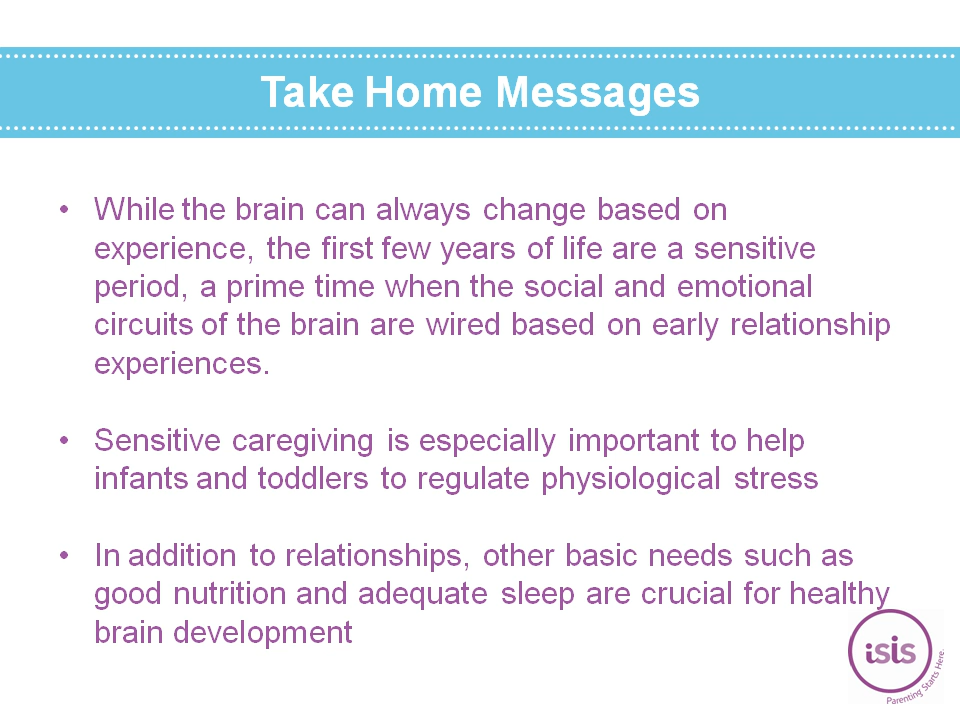 Take Home Messages
• While the brain can always change based on
experience, the first few years of life are a sensitive
period, a prime time when the social and emotional
circuits of the brain are wired based on early relationship
experiences.
• Sensitive caregiving is especially important to help
infants and toddlers to regulate physiological stress
• In addition to relationships, other basic needs such as
good nutrition and adequate sleep are crucial for healthy
brain development
isis
Parenting Starts Here.